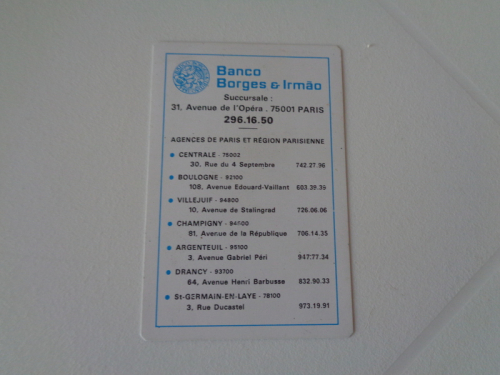 Banco
Borges & Irmão
Succursale :
31, Avenue de l'Opéra . 75001 PARIS
296.16.50
AGENCES DE PARIS ET RÉGION PARISIENNE
CENTRALE - 75002
30, Rue du 4 Septembre 742.27.96
BOULOGNE - 92100
108, Avenue Edouard-Vaillant 603.39.39
VILLEJUIF - 94800
10, Avenue de Stalingrad 726.06.06
CHAMPIGNY - 94500
81, Avenue de la République 706.14.35
ARGENTEUIL - 95100
3, Avenue Gabriel Péri 947.77.34
DRANCY - 93700
64, Avenue Henri Barbusse 832.90.33
St-GERMAIN-EN-LAYE - 78100
3, Rue Ducastel 973.19.91